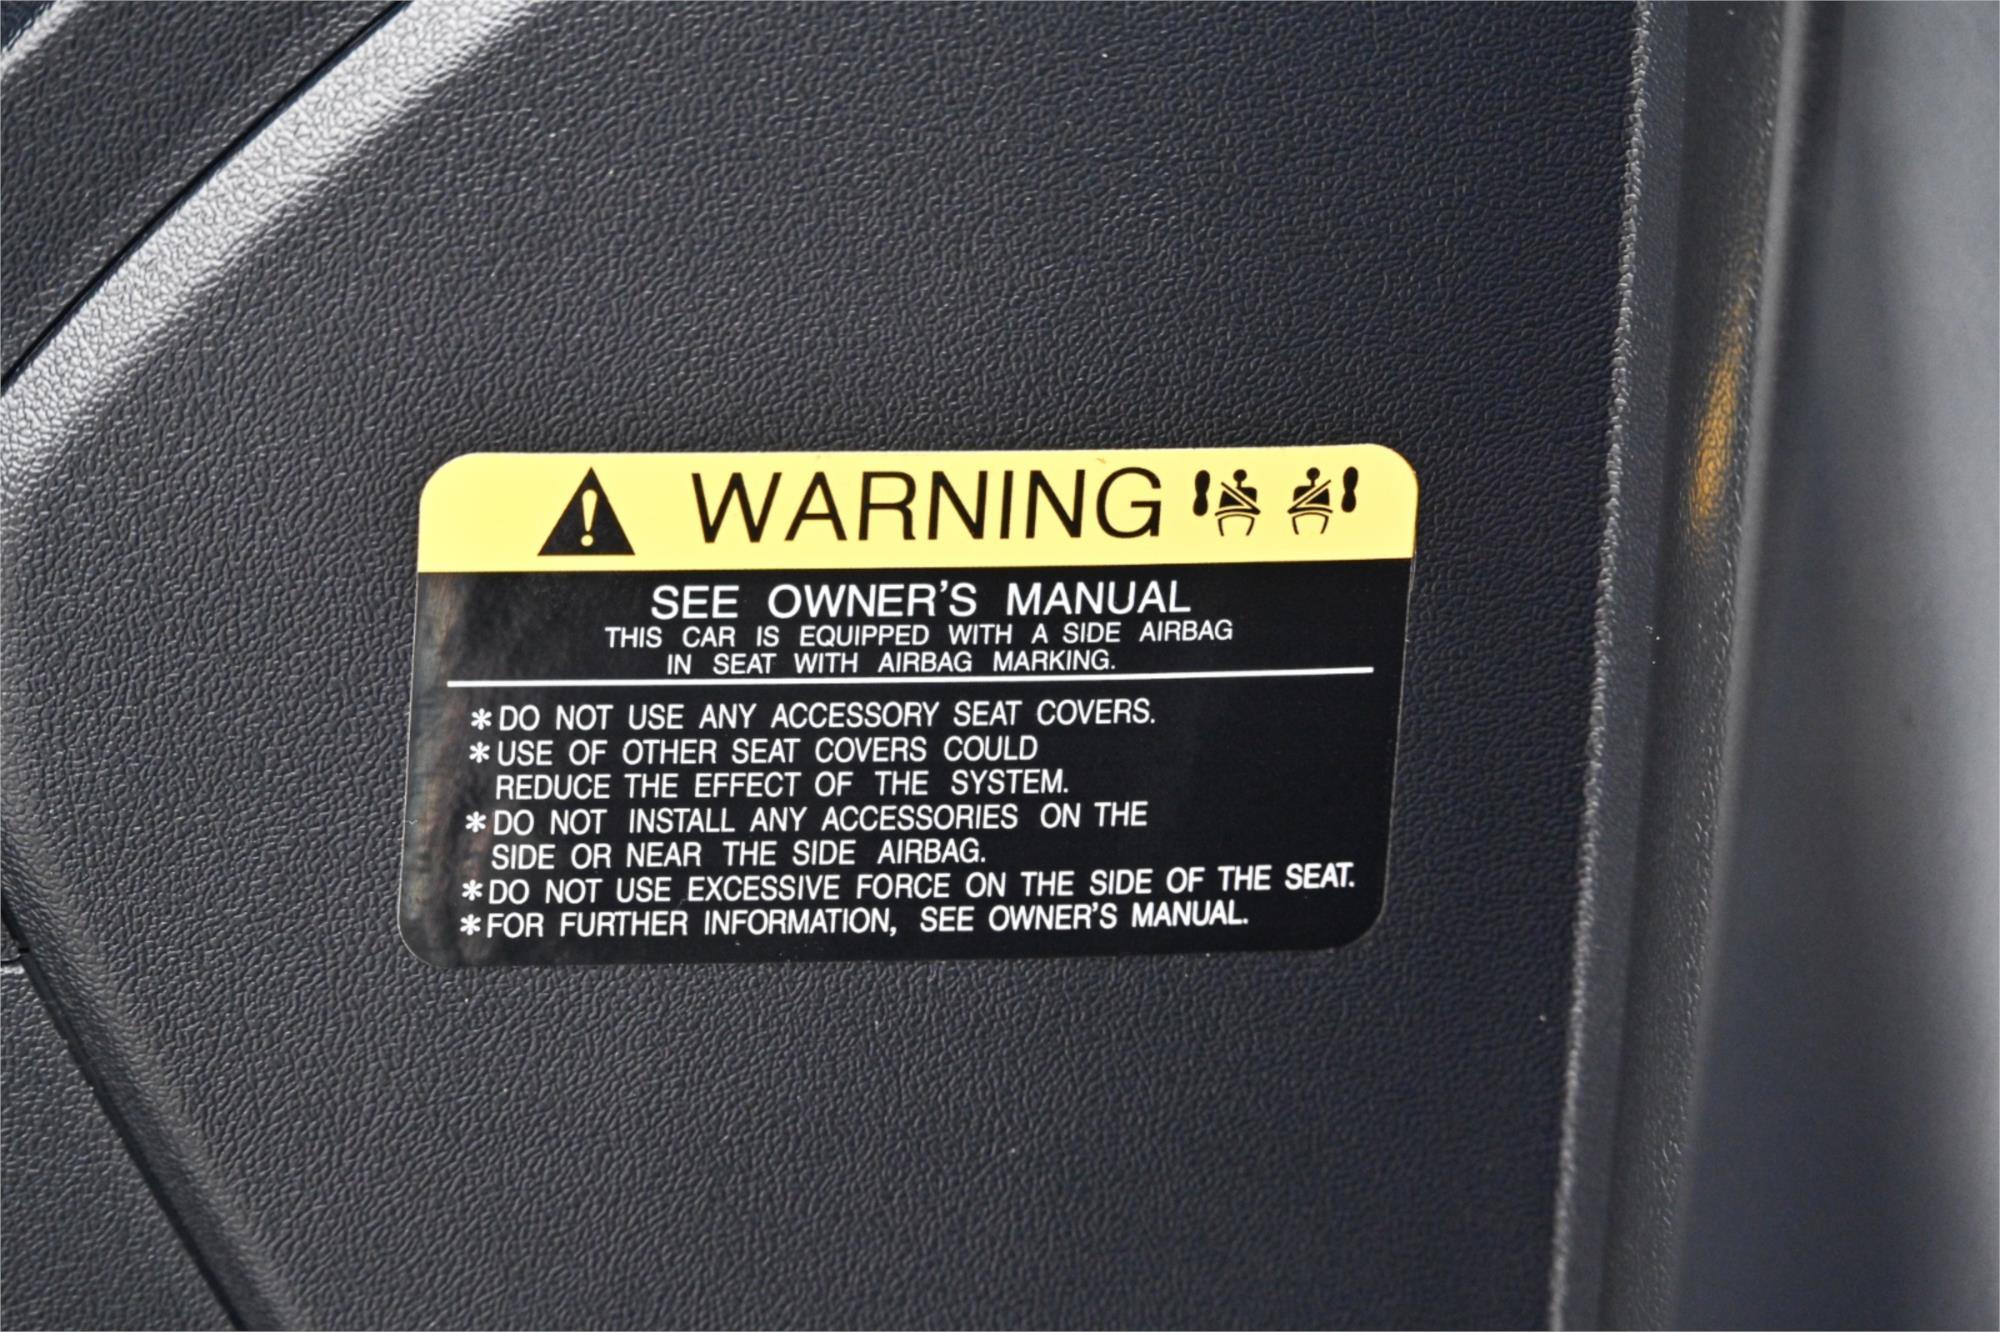 WARNING
SEE OWNER'S MANUAL
THIS CAR IS EQUIPPED WITH A SIDE AIRBAG
IN SEAT WITH AIRBAG MARKING.
*DO NOT USE ANY ACCESSORY SEAT COVERS.
*USE OF OTHER SEAT COVERS COULD
REDUCE THE EFFECT OF THE SYSTEM.
*DO NOT INSTALL ANY ACCESSORIES ON THE
SIDE OR NEAR THE SIDE AIRBAG.
*DO NOT USE EXCESSIVE FORCE ON THE SIDE OF THE SEAT.
*FOR FURTHER INFORMATION, SEE OWNER'S MANUAL.